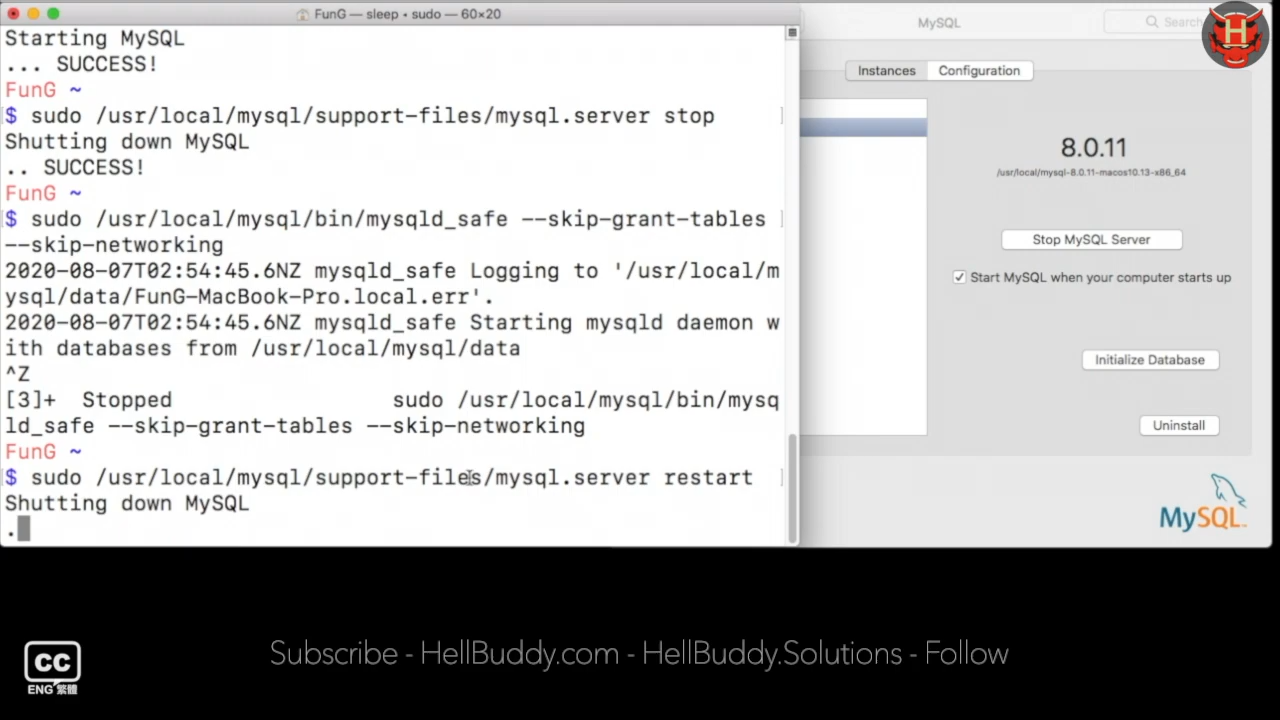 FunG — sleep • sudo — 60×20
Starting MySQL
... SUCCESS!
FunG ~
$ sudo /usr/local/mysql/support-files/mysql.server stop
Shutting down MySQL
.. SUCCESS!
FunG ~
$ sudo /usr/local/mysql/bin/mysqld_safe --skip-grant-tables
--skip-networking
2020-08-07T02:54:45.6NZ mysqld_safe Logging to '/usr/local/m
ysql/data/FunG-MacBook-Pro.local.err'.
2020-08-07T02:54:45.6NZ mysqld_safe Starting mysqld daemon w
ith databases from /usr/local/mysql/data
^Z
[3]+  Stopped                 sudo /usr/local/mysql/bin/mysq
ld_safe --skip-grant-tables --skip-networking
FunG ~
$ sudo /usr/local/mysql/support-files/mysql.server restart
Shutting down MySQL
.
MySQL
Search
H
Instances
Configuration
8.0.11
/usr/local/mysql-8.0.11-macos10.13-x86_64
Stop MySQL Server
Start MySQL when your computer starts up
Initialize Database
Uninstall
MySQL
CC
ENG 繁體
Subscribe - HellBuddy.com - HellBuddy.Solutions - Follow